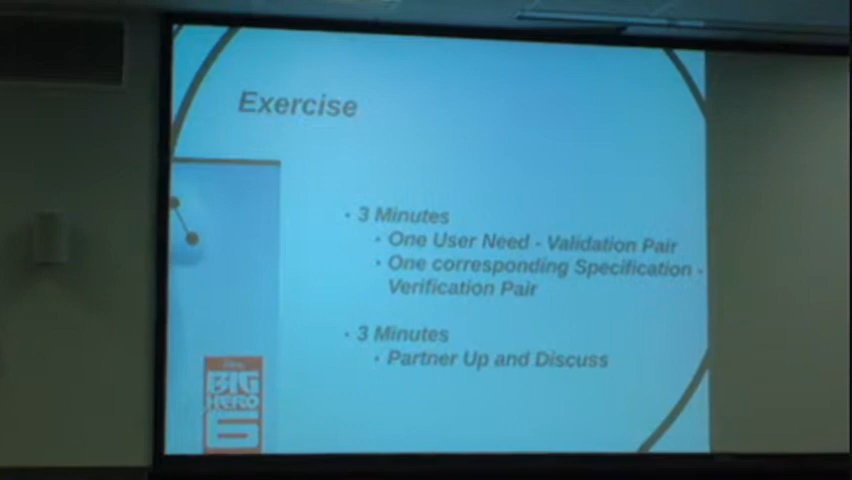 Exercise
• 3 Minutes
• One User Need - Validation Pair
• One corresponding Specification -
Verification Pair
• 3 Minutes
• Partner Up and Discuss
BIG
HERO
6